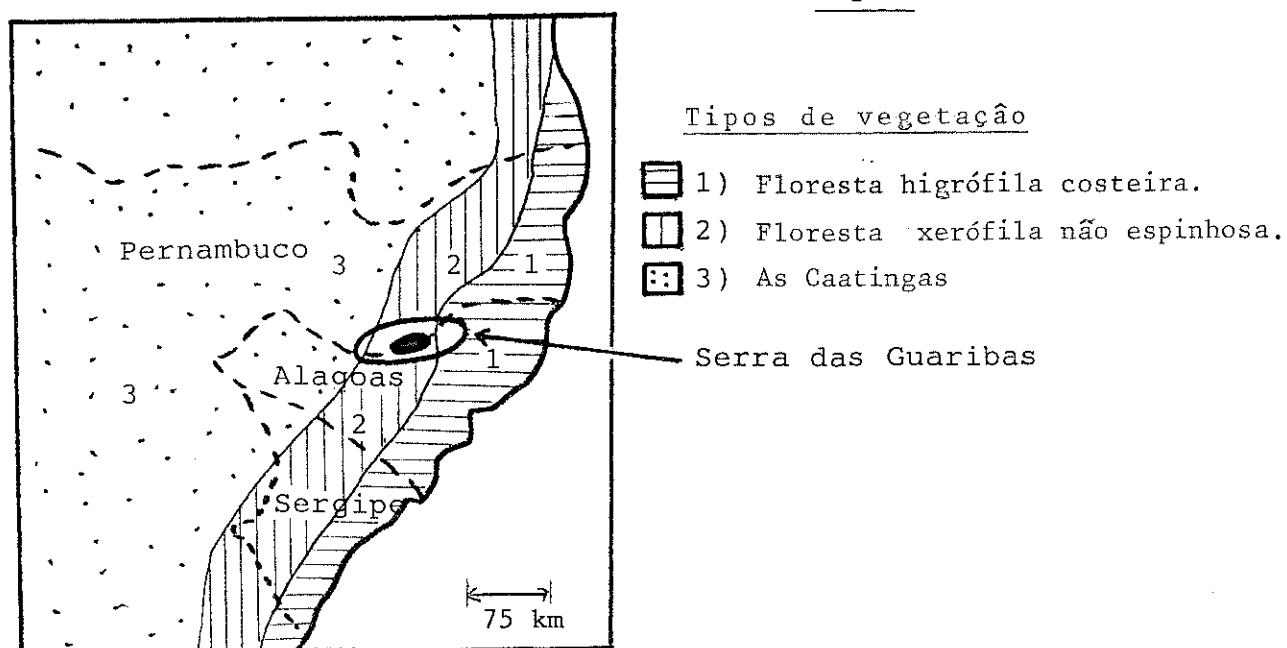 Tipos de vegetação
1) Floresta higrófila costeira.
2) Floresta xerófila não espinhosa.
3) As Caatingas
Serra das Guaribas
Pernambuco
3
2
1
1
Alagoas
3
2
Sergipe
75 km